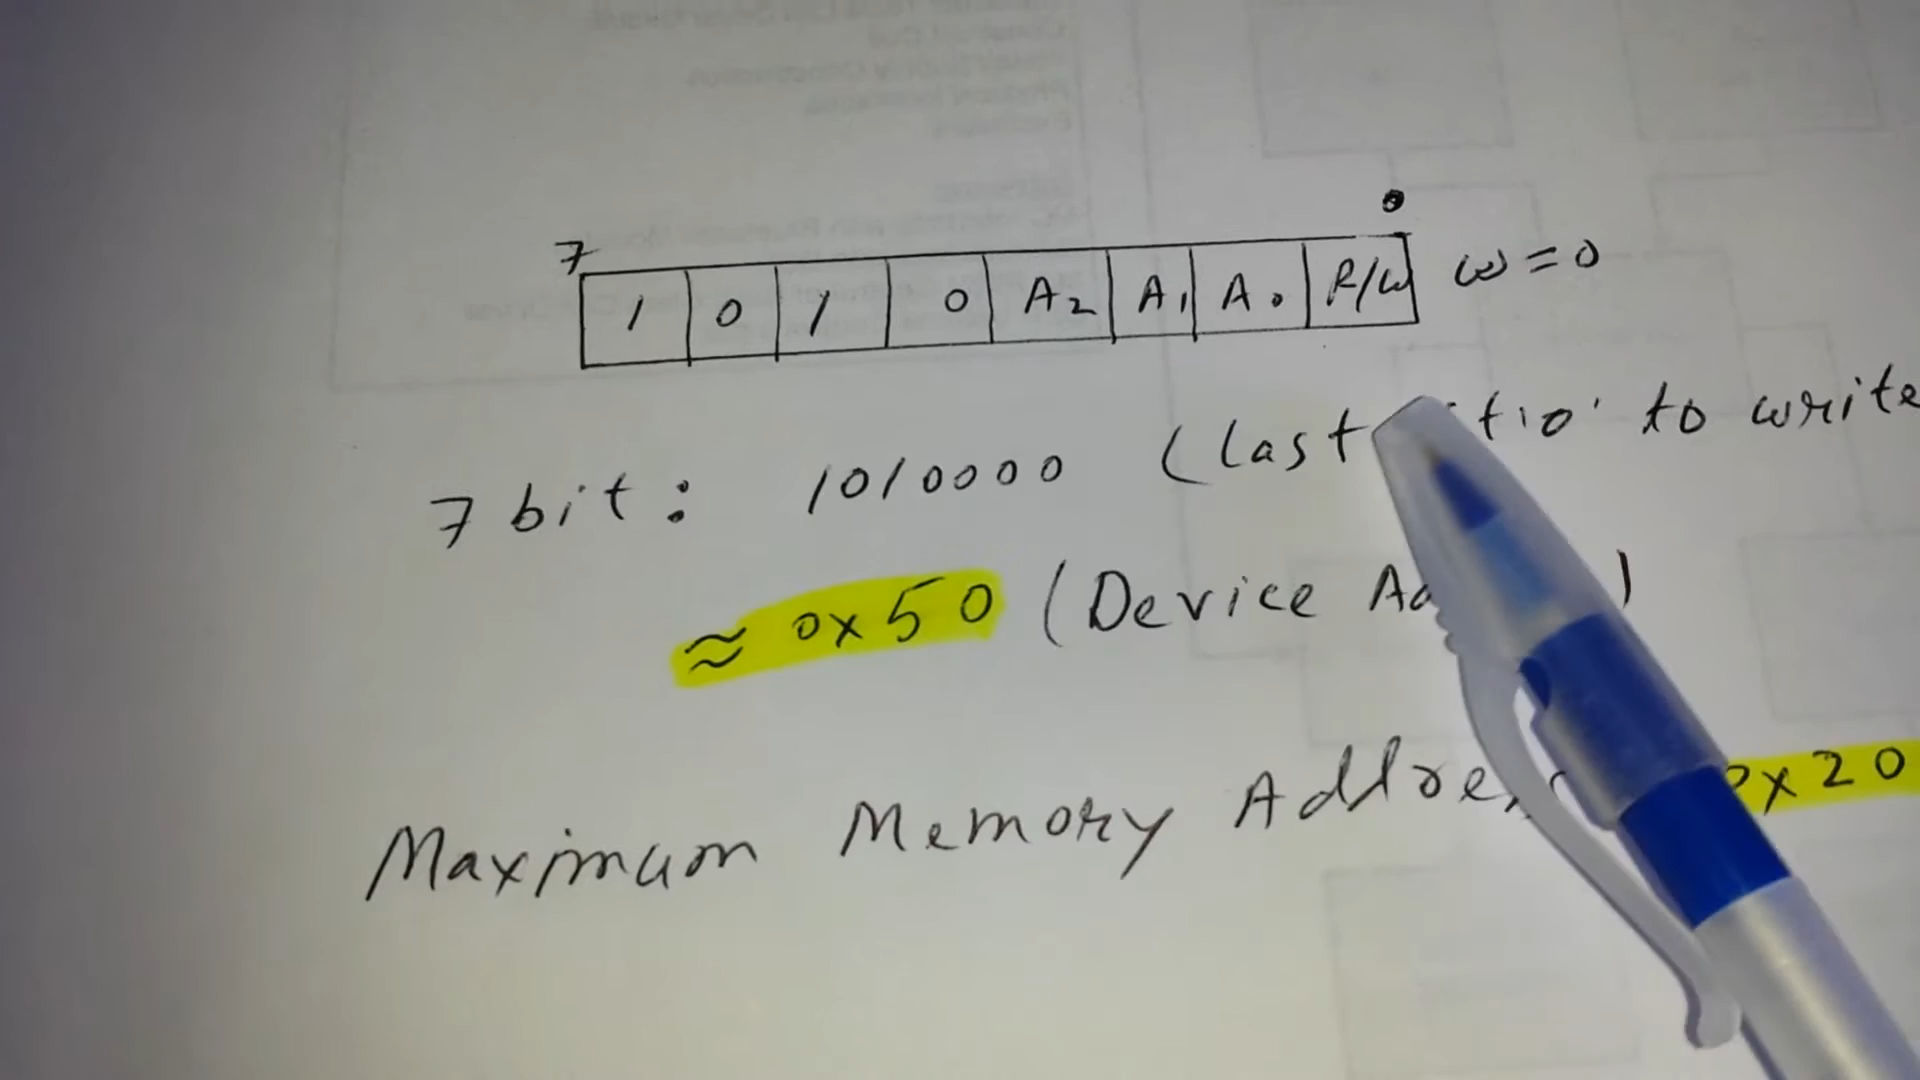 7 0
1 0 1 0 A2 A1 A0 R/W W=0
7 bit: 1010000 (last to write
≈ 0x50 (Device
Maximum Memory 0x20